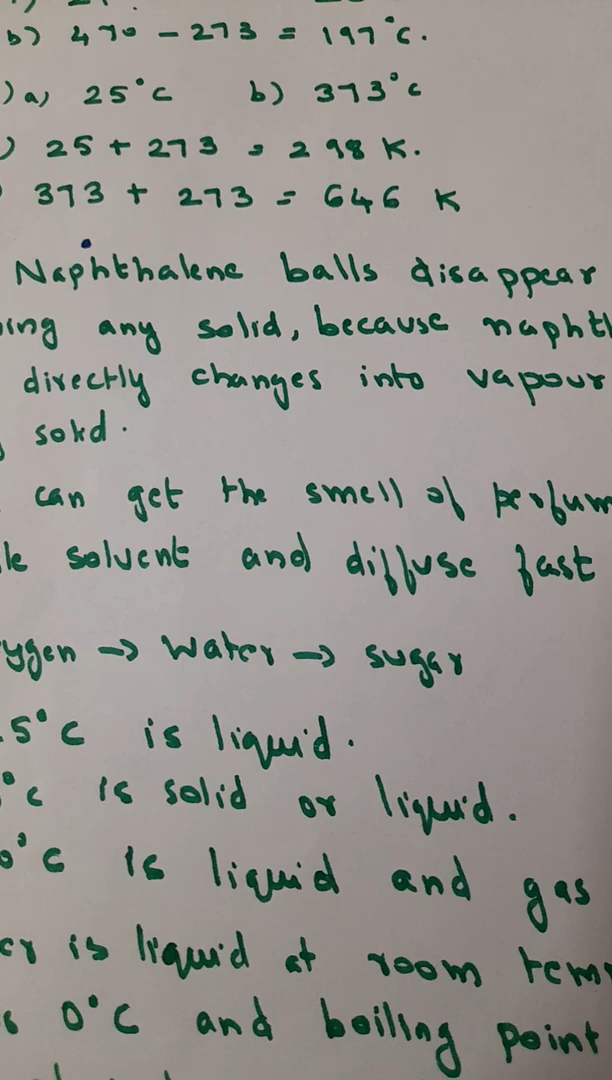 b) 470 - 273 = 197°C.
) a) 25°C b) 373°C
) 25 + 273 = 298 K.
373 + 273 = 646 K
Naphthalene balls disappear
ing any solid, because naphth
directly changes into vapour
solid.
can get the smell of perfum
le solvent and diffuse fast
ygen → Water → sugar
5°C is liquid.
°C is solid or liquid.
0°C is liquid and gas
er is liquid at room tem
s 0°C and boiling point